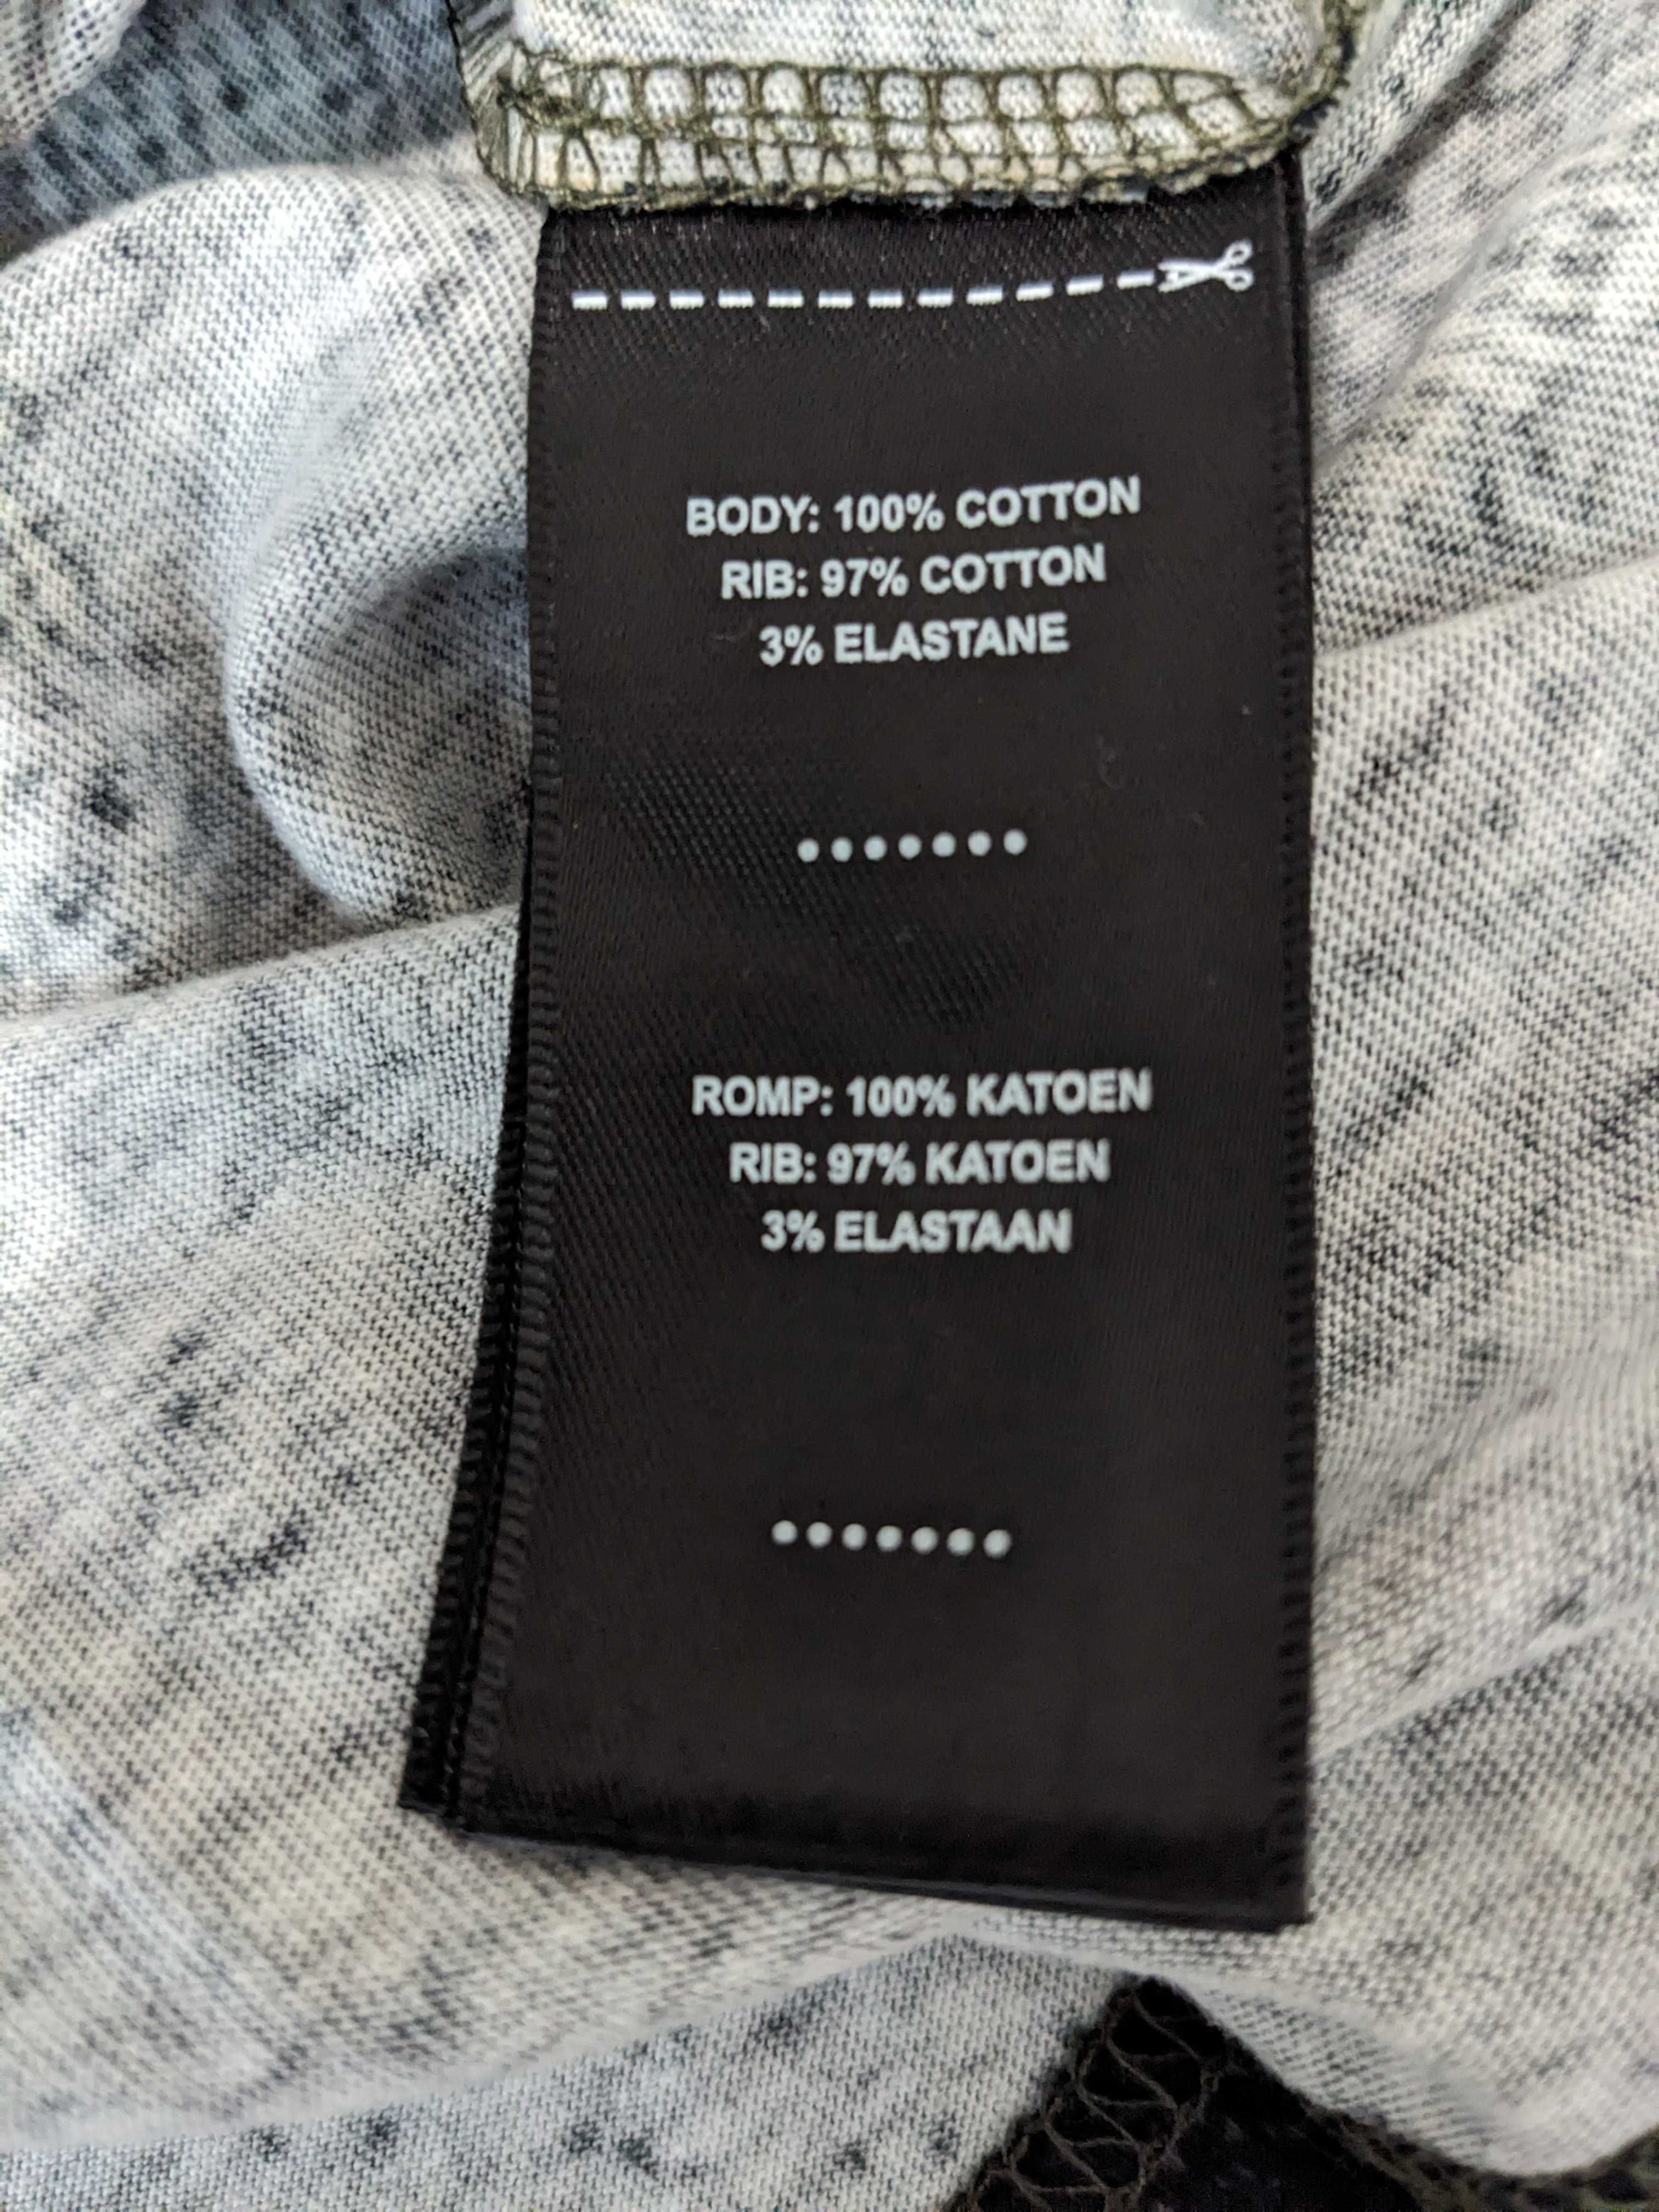 BODY: 100% COTTON
RIB: 97% COTTON
3% ELASTANE
ROMP: 100% KATOEN
RIB: 97% KATOEN
3% ELASTAAN